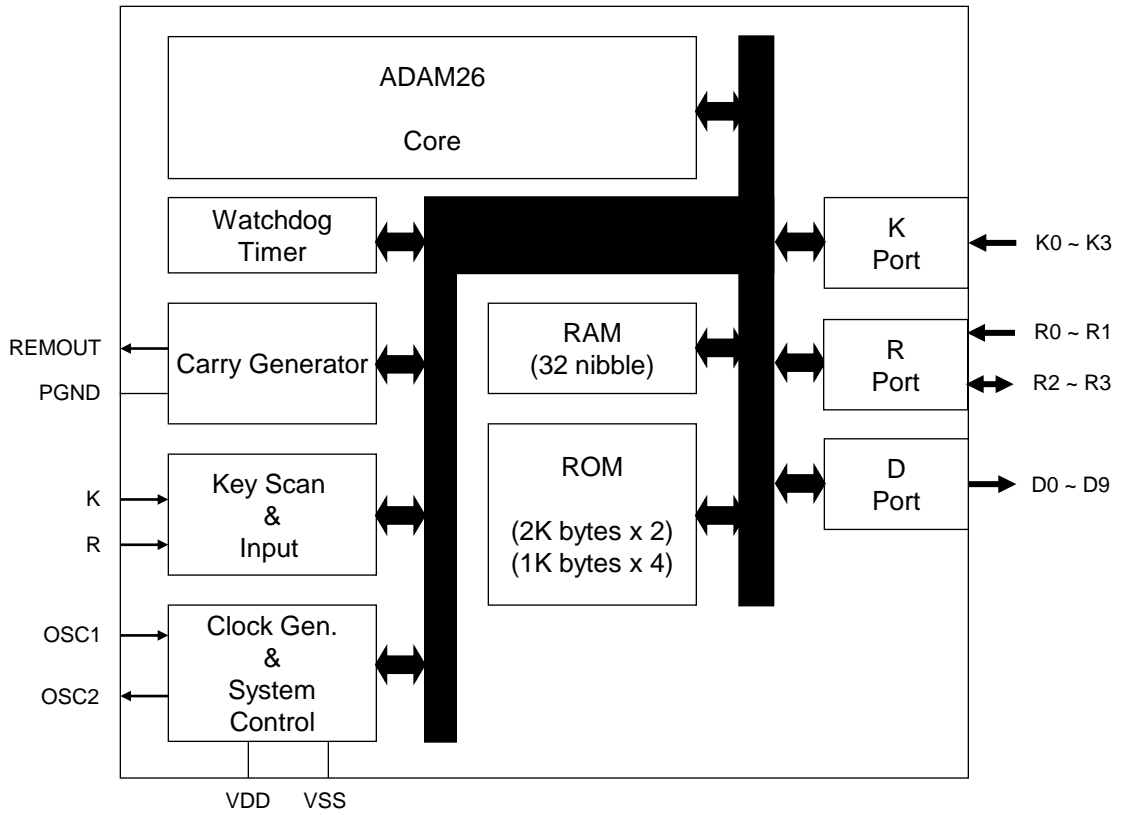 ADAM26
Core
Watchdog
Timer
K
Port
K0 ~ K3
REMOUT
PGND
Carry Generator
RAM
(32 nibble)
R
Port
R0 ~ R1
R2 ~ R3
K
R
Key Scan
&
Input
ROM
(2K bytes x 2)
(1K bytes x 4)
D
Port
D0 ~ D9
OSC1
OSC2
Clock Gen.
&
System
Control
VDD
VSS